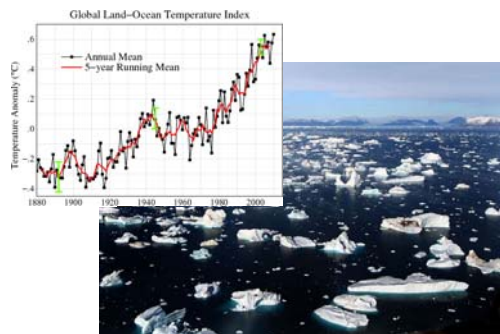 Global Land−Ocean Temperature Index
.6
Annual Mean
5−year Running Mean
.4
.2
.0
−.2
−.4
Temperature Anomaly (°C)
1880 1900 1920 1940 1960 1980 2000